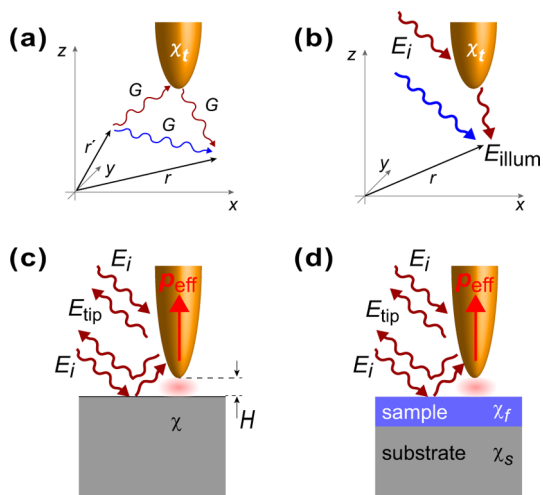 (a)
z
χt
G
G
G
r′
y
r
x
(b)
Ei
z
χt
y
r
Eillum
x
(c)
Ei
peff
Etip
Ei
H
χ
(d)
Ei
peff
Etip
Ei
sample χf
substrate χs